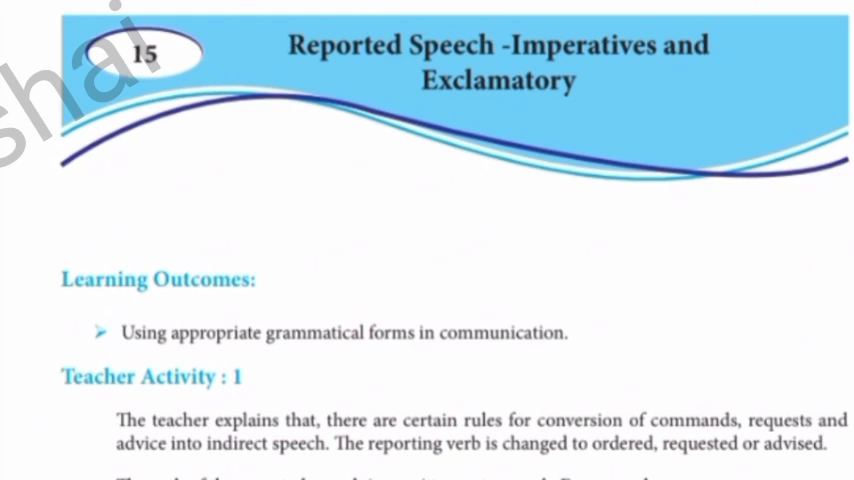 15
Reported Speech -Imperatives and
Exclamatory
Learning Outcomes:
Using appropriate grammatical forms in communication.
Teacher Activity : 1
The teacher explains that, there are certain rules for conversion of commands, requests and
advice into indirect speech. The reporting verb is changed to ordered, requested or advised.